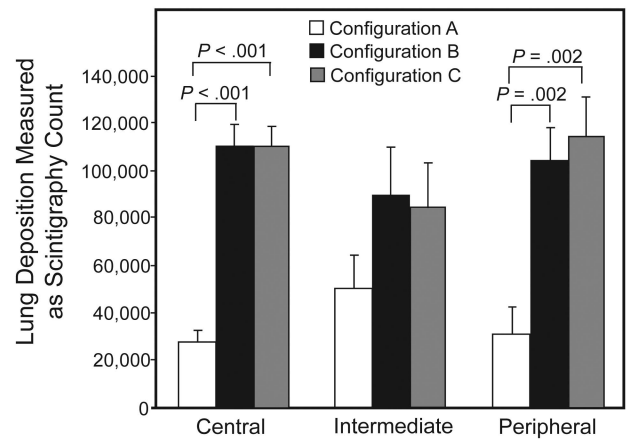 Configuration A
Configuration B
Configuration C
P < .001
P < .001
P = .002
P = .002
Lung Deposition Measured
as Scintigraphy Count
140,000
120,000
100,000
80,000
60,000
40,000
20,000
0
Central
Intermediate
Peripheral